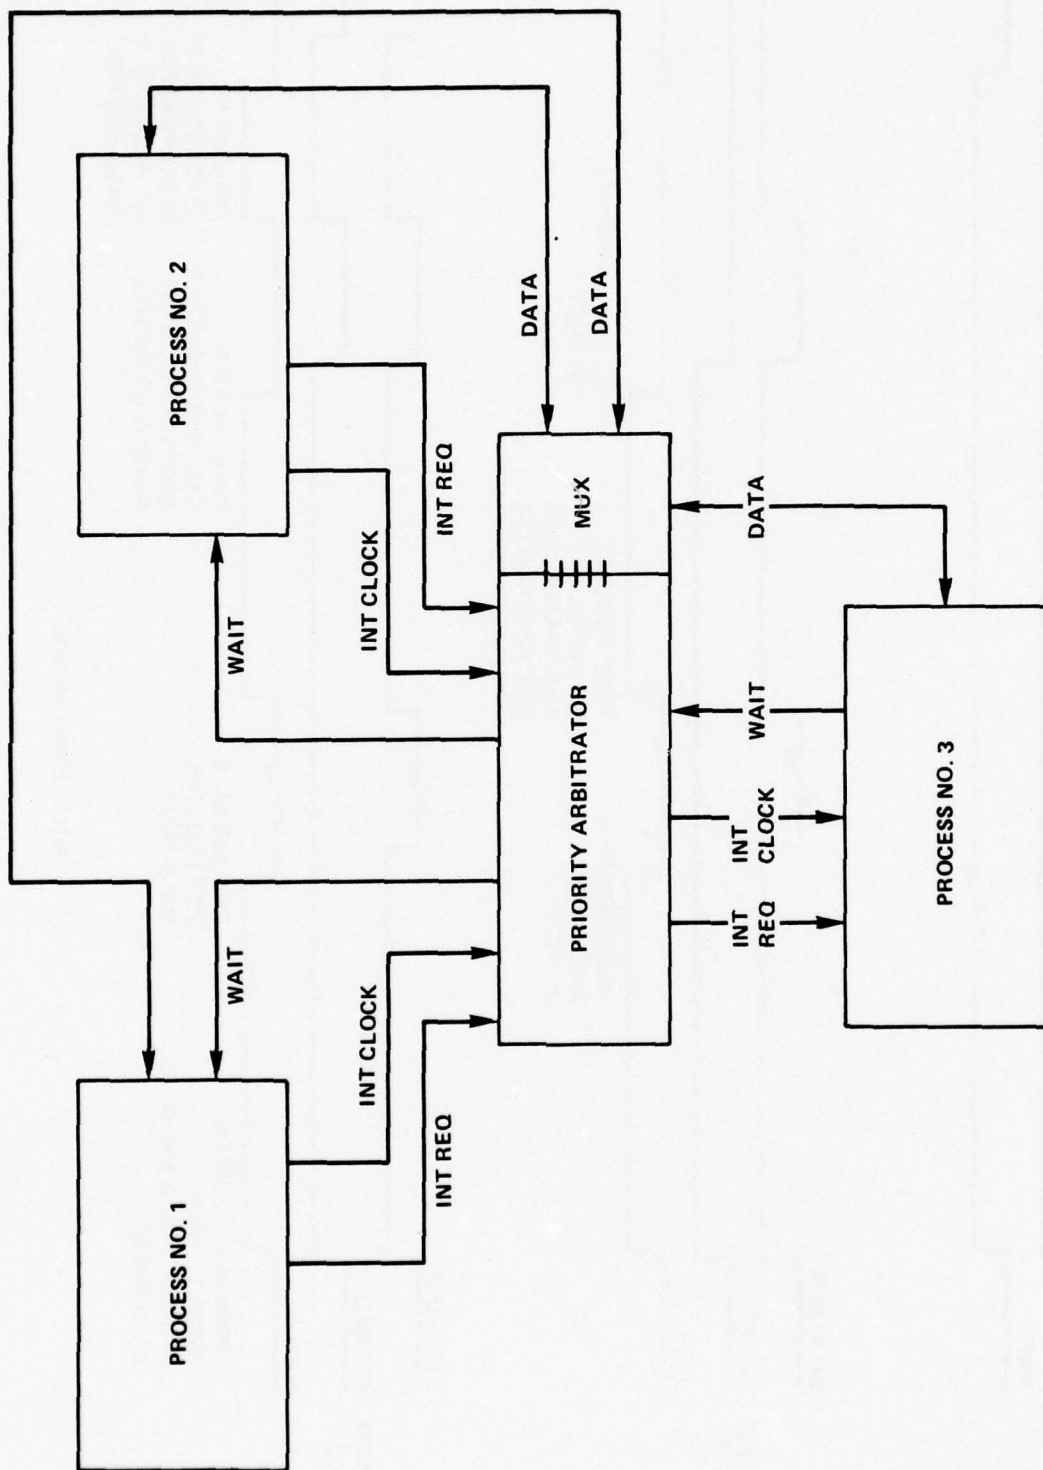 PROCESS NO. 1
PROCESS NO. 2
WAIT
WAIT
INT CLOCK
INT REQ
INT CLOCK
INT REQ
DATA
DATA
PRIORITY ARBITRATOR
MUX
INT
REQ
INT
CLOCK
WAIT
DATA
PROCESS NO. 3